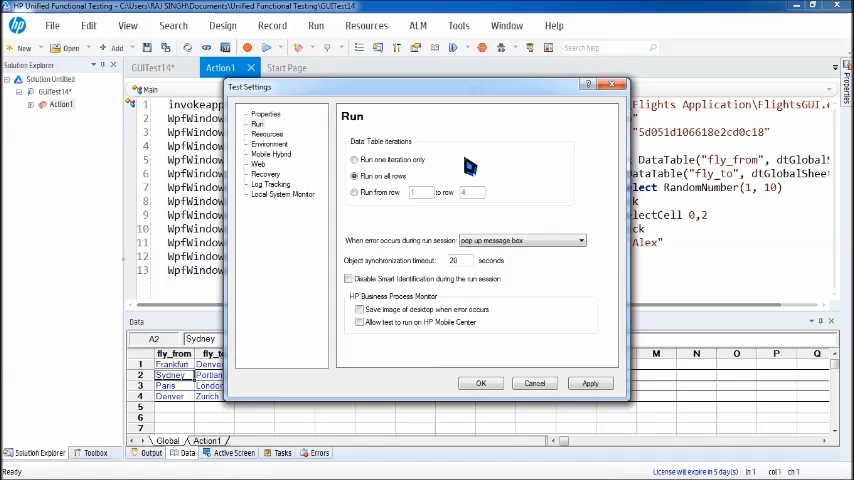 HP Unified Functional Testing - C:\Users\RAJ SINGH\Documents\Unified Functional Testing\GUITest14
File Edit View Search Design Record Run Resources ALM Tools Window Help
New Open Add Search help
Solution Explorer
Solution Untitled
GUITest14*
Action1
GUITest14* Action1 Start Page
Main
Properties
1 invokeapp
Flights Application\FlightsGUI.e
2 WpfWindow
3 WpfWindow
"5d051d106618e2cd0c18"
4 WpfWindow
5 WpfWindow
DataTable("fly_from", dtGlobalS
6 WpfWindow
DataTable("fly_to", dtGlobalShe
7 WpfWindow
elect RandomNumber(1, 10)
8 WpfWindow
9 WpfWindow
electCell 0,2
10 WpfWindow
11 WpfWindow
Alex"
12 WpfWindow
13 WpfWindow
Test Settings
Properties
Run
Resources
Environment
Mobile Hybrid
Web
Recovery
Log Tracking
Local System Monitor
Run
Data Table iterations
Run one iteration only
Run on all rows
Run from row 1 to row 4
When error occurs during run session: pop up message box
Object synchronization timeout: 20 seconds
Disable Smart Identification during the run session
HP Business Process Monitor
Save image of desktop when error occurs
Allow test to run on HP Mobile Center
OK Cancel Apply
Data
A2 Sydney
fly_from fly_to M N O P Q
1 Frankfurt Denver
2 Sydney Portlan
3 Paris London
4 Denver Zurich
5
6
7
Global Action1
Solution Explorer Toolbox Output Data Active Screen Tasks Errors
Ready License will expire in 5 day(s) ln 1 col 1 ch 1